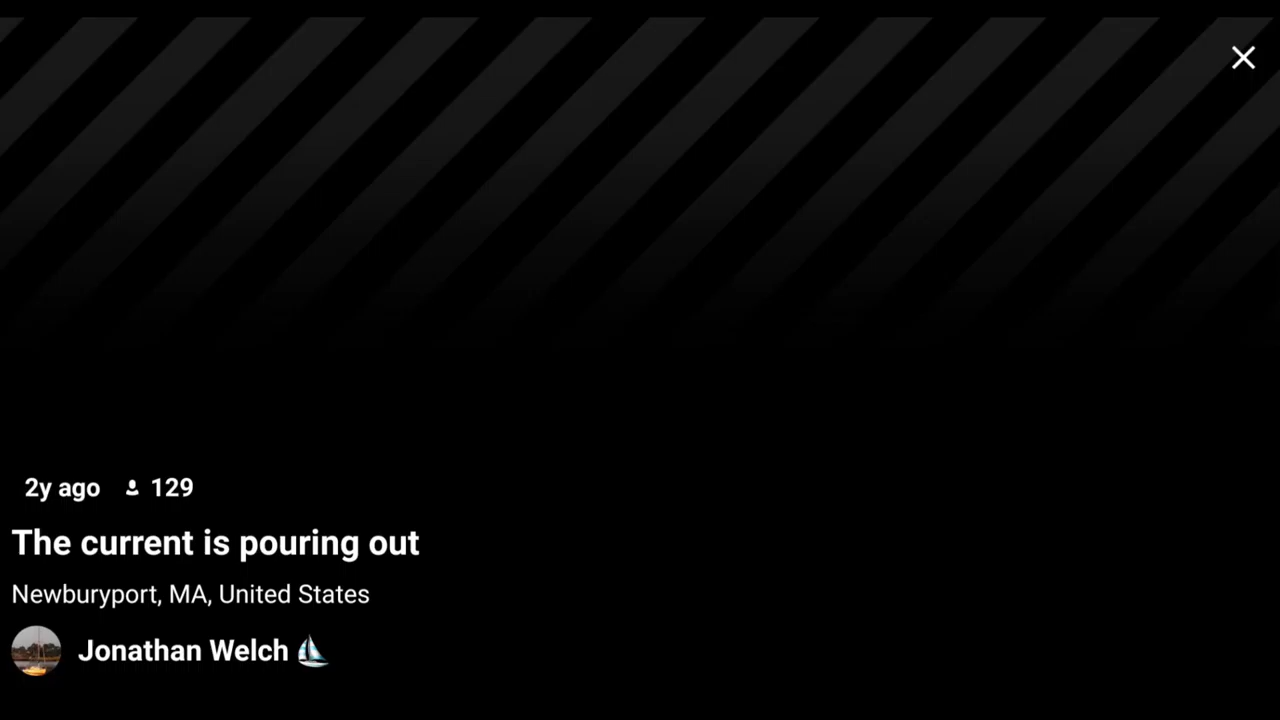 2y ago 129
The current is pouring out
Newburyport, MA, United States
Jonathan Welch